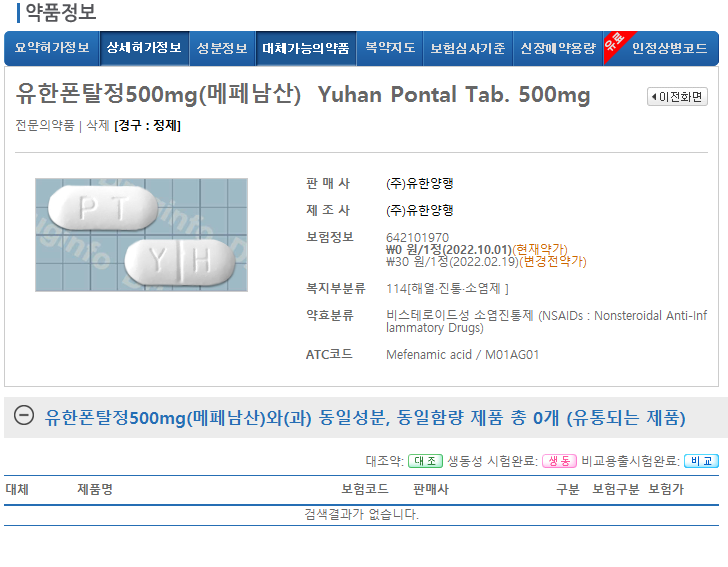 약품정보
요약허가정보 상세허가정보 성분정보 대체가능의약품 복약지도 보험심사기준 신장애약용량 유료 인정상병코드
유한폰탈정500mg(메페남산) Yuhan Pontal Tab. 500mg
이전화면
전문의약품 | 삭제 [경구 : 정제]
PT
YH
판 매 사 (주)유한양행
제 조 사 (주)유한양행
보험정보 642101970
₩0 원/1정(2022.10.01)(현재약가)
₩30 원/1정(2022.02.19)(변경전약가)
복지부분류 114[해열·진통·소염제 ]
약효분류 비스테로이드성 소염진통제 (NSAIDs : Nonsteroidal Anti-Inf
lammatory Drugs)
ATC코드 Mefenamic acid / M01AG01
유한폰탈정500mg(메페남산)와(과) 동일성분, 동일함량 제품 총 0개 (유통되는 제품)
대조약: 대 조 생동성 시험완료: 생 동 비교용출시험완료: 비 교
대체 제품명 보험코드 판매사 구분 보험구분 보험가
검색결과가 없습니다.